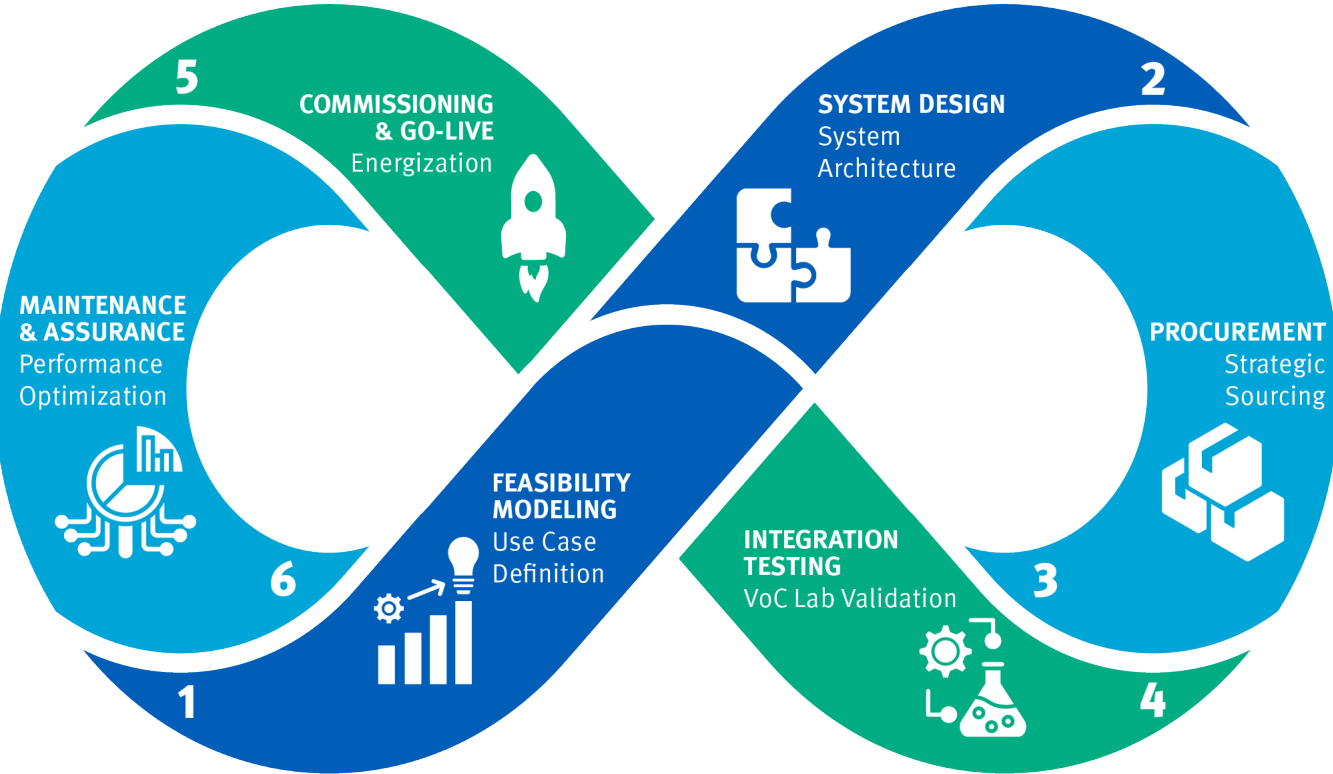 1
FEASIBILITY
MODELING
Use Case
Definition
2
SYSTEM DESIGN
System
Architecture
3
PROCUREMENT
Strategic
Sourcing
4
INTEGRATION
TESTING
VoC Lab Validation
5
COMMISSIONING
& GO-LIVE
Energization
6
MAINTENANCE
& ASSURANCE
Performance
Optimization